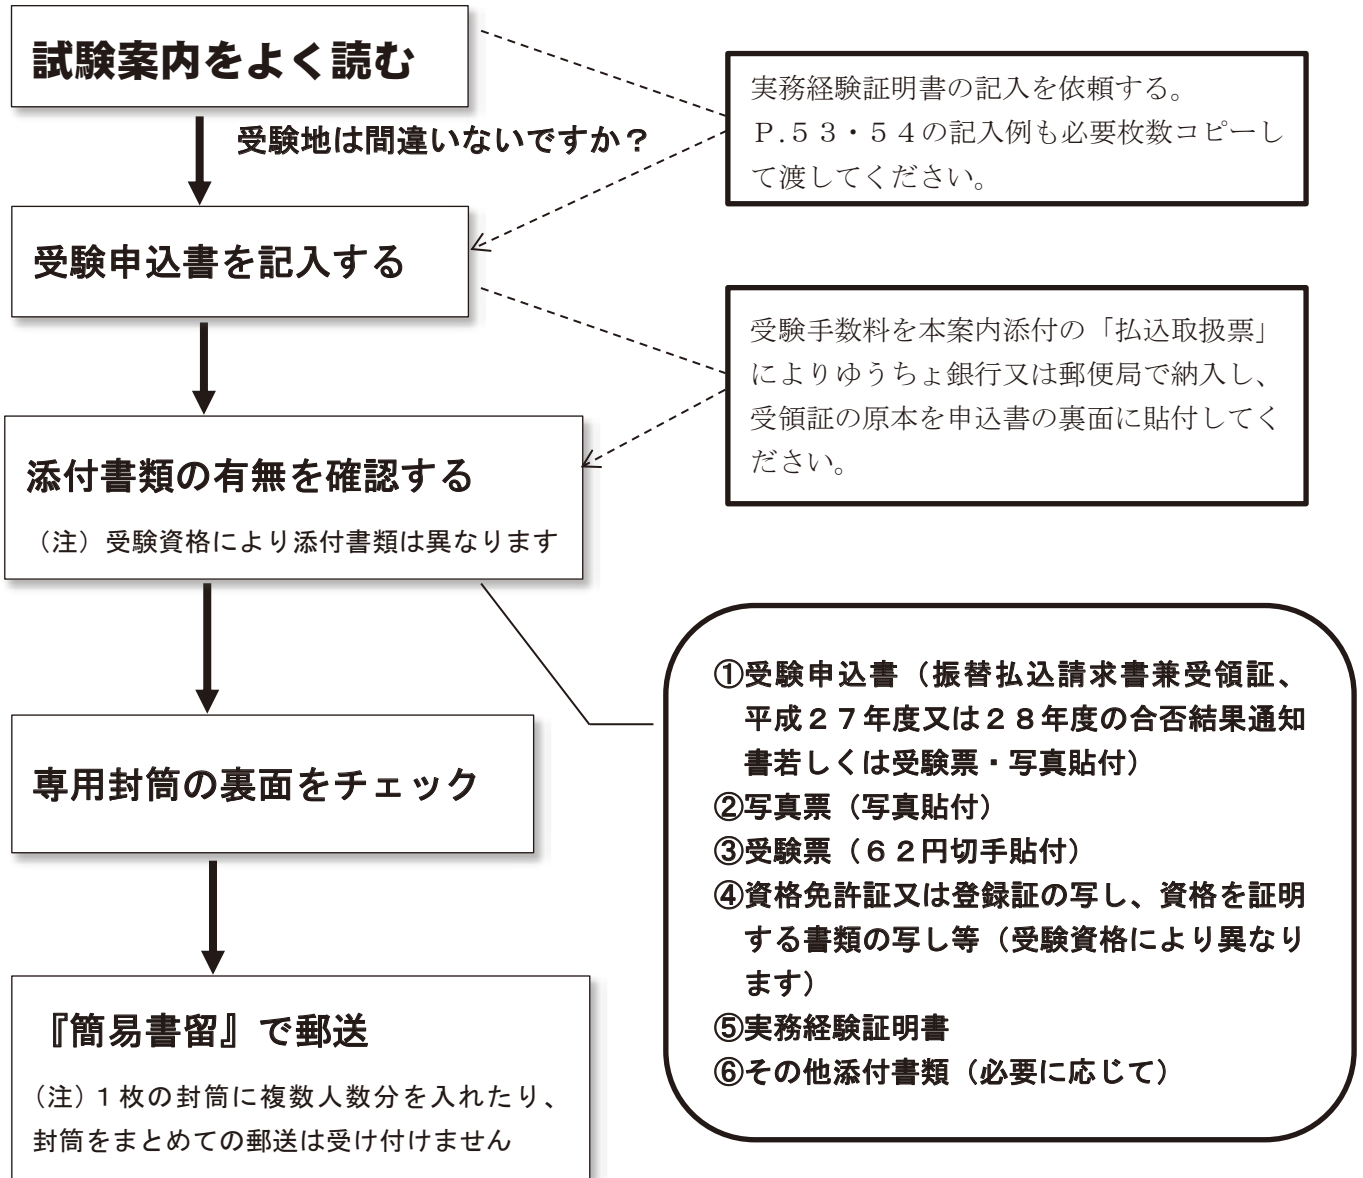 試験案内をよく読む
受験地は間違いないですか？
実務経験証明書の記入を依頼する。
Ｐ.５３・５４の記入例も必要枚数コピーし
て渡してください。
受験申込書を記入する
受験手数料を本案内添付の「払込取扱票」
によりゆうちょ銀行又は郵便局で納入し、
受領証の原本を申込書の裏面に貼付してく
ださい。
添付書類の有無を確認する
（注）受験資格により添付書類は異なります
①受験申込書（振替払込請求書兼受領証、
平成２７年度又は２８年度の合否結果通知
書若しくは受験票・写真貼付）
②写真票（写真貼付）
③受験票（６２円切手貼付）
④資格免許証又は登録証の写し、資格を証明
する書類の写し等（受験資格により異なり
ます）
⑤実務経験証明書
⑥その他添付書類（必要に応じて）
専用封筒の裏面をチェック
『簡易書留』で郵送
（注）１枚の封筒に複数人数分を入れたり、
封筒をまとめての郵送は受け付けません